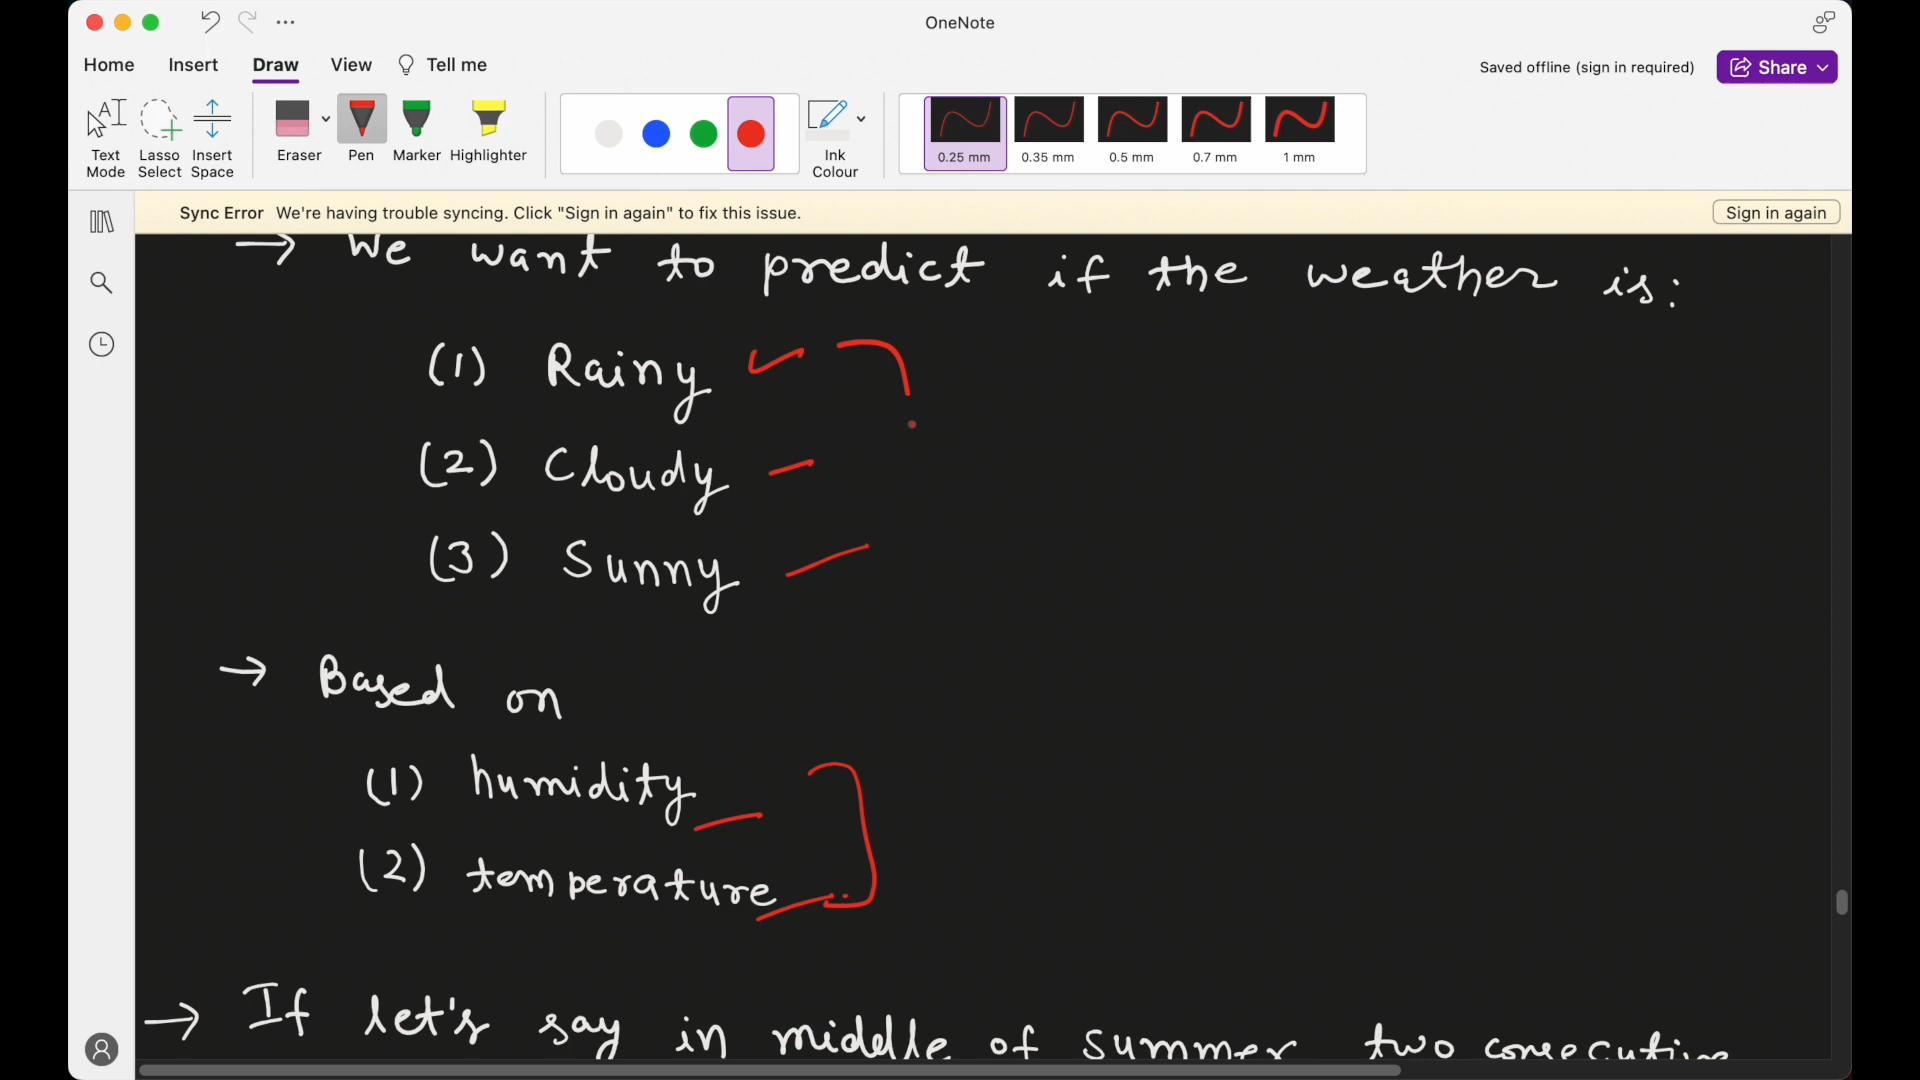 OneNote
Home Insert Draw View Tell me
Saved offline (sign in required) Share
Text Mode
Lasso Select
Insert Space
Eraser
Pen
Marker
Highlighter
Ink Colour
0.25 mm 0.35 mm 0.5 mm 0.7 mm 1 mm
Sync Error We're having trouble syncing. Click "Sign in again" to fix this issue. Sign in again
→ We want to predict if the weather is:
(1) Rainy
(2) Cloudy
(3) Sunny
→ Based on
(1) humidity
(2) temperature
→ If let's say in middle of summer two consecutive